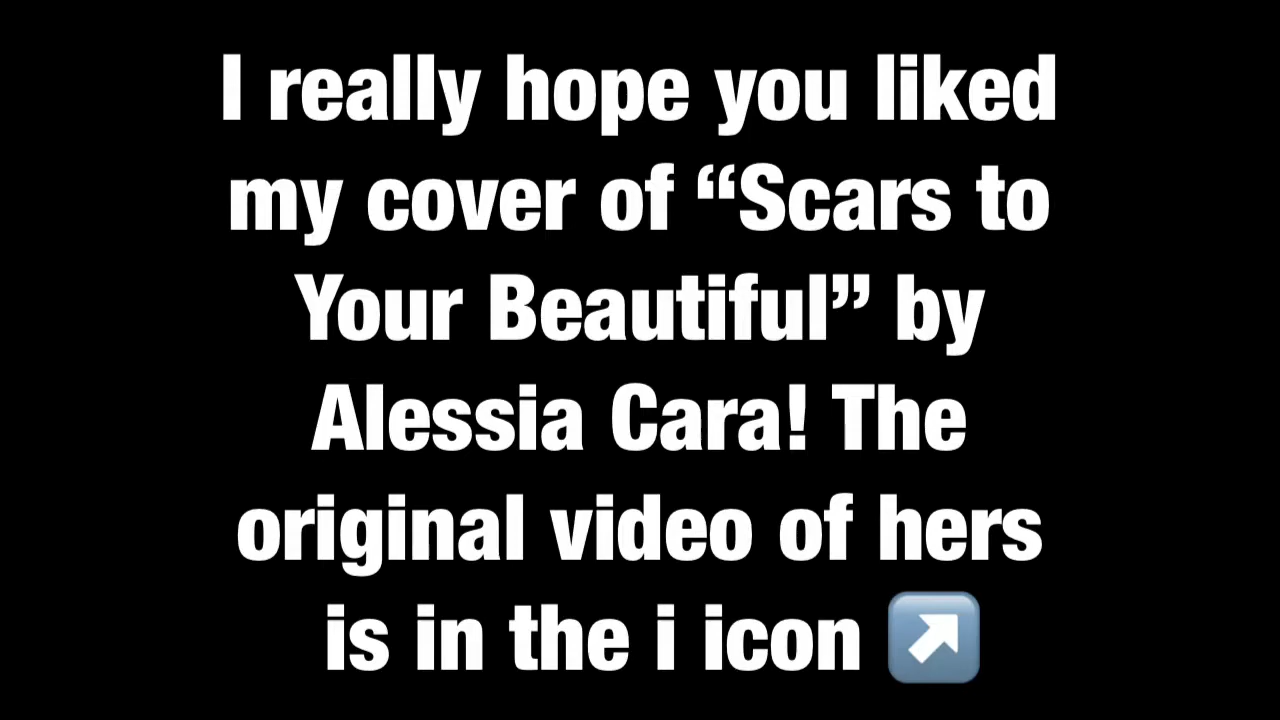 I really hope you liked
my cover of “Scars to
Your Beautiful” by
Alessia Cara! The
original video of hers
is in the i icon ↗️